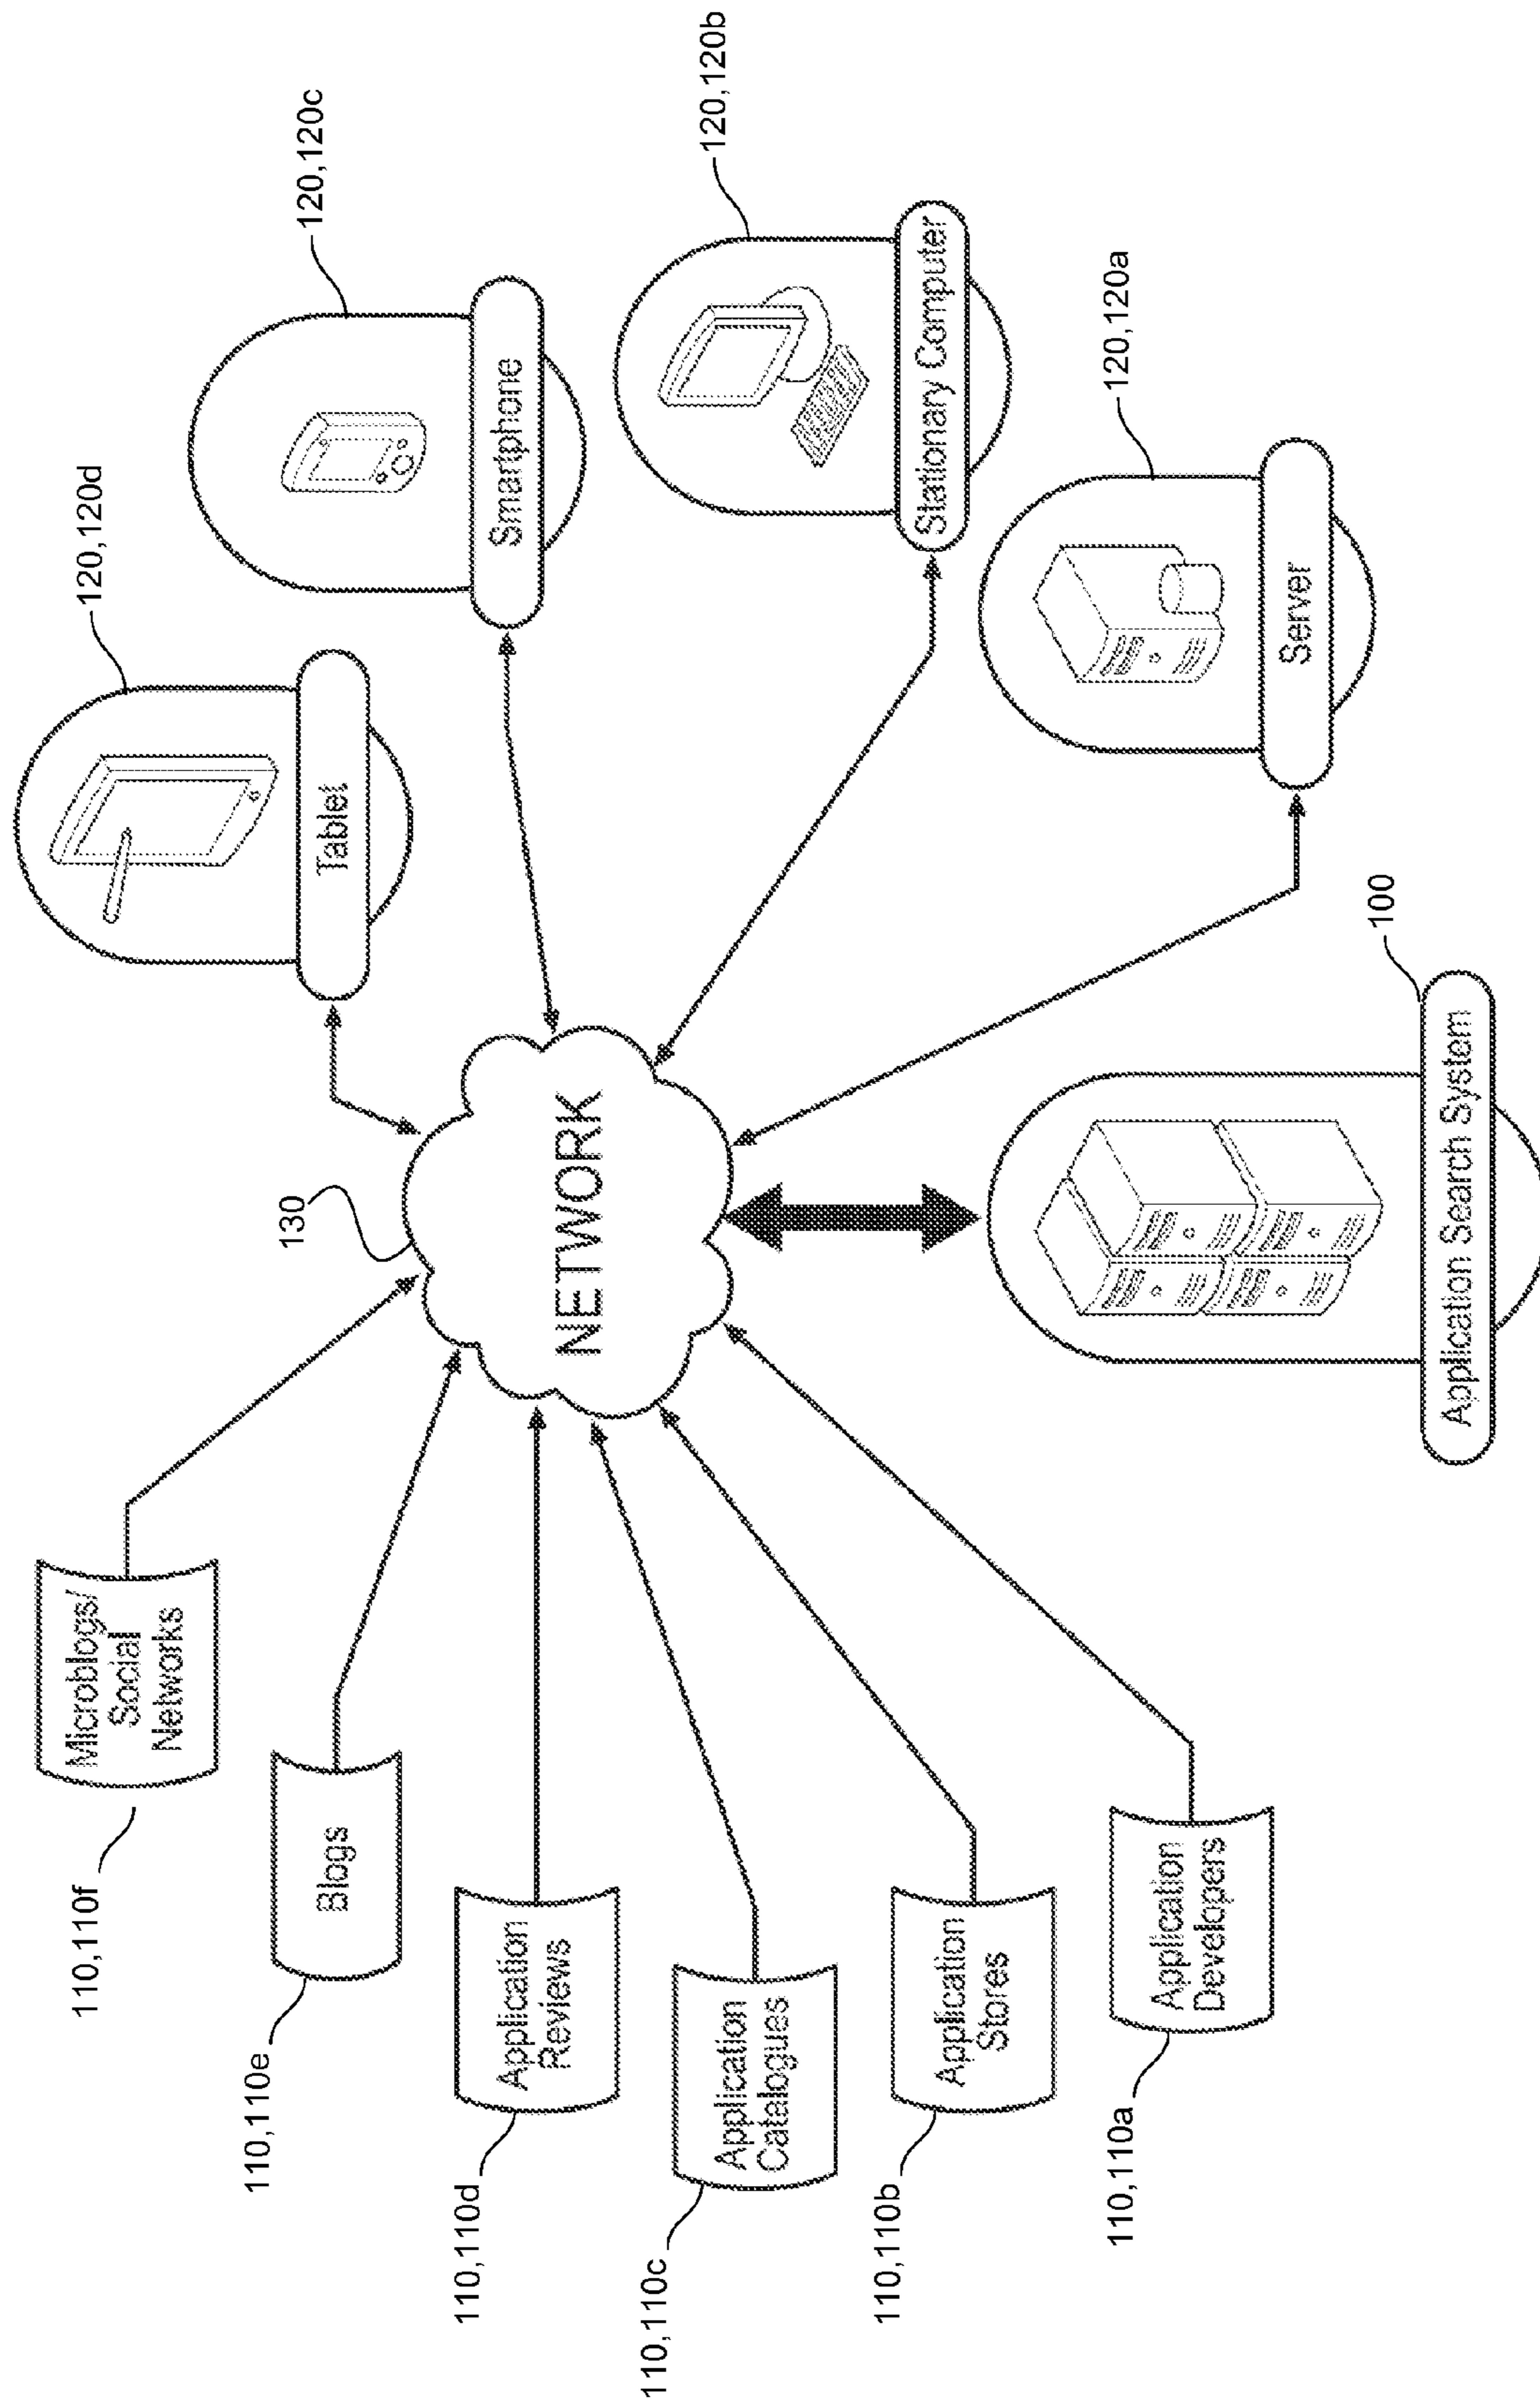 110,110f
Microblogs/
Social
Networks
110,110e
Blogs
110,110d
Application
Reviews
110,110c
Application
Catalogues
110,110b
Application
Stores
110,110a
Application
Developers
130
NETWORK
120,120d
Tablet
120,120c
Smartphone
120,120b
Stationary Computer
120,120a
Server
100
Application Search System